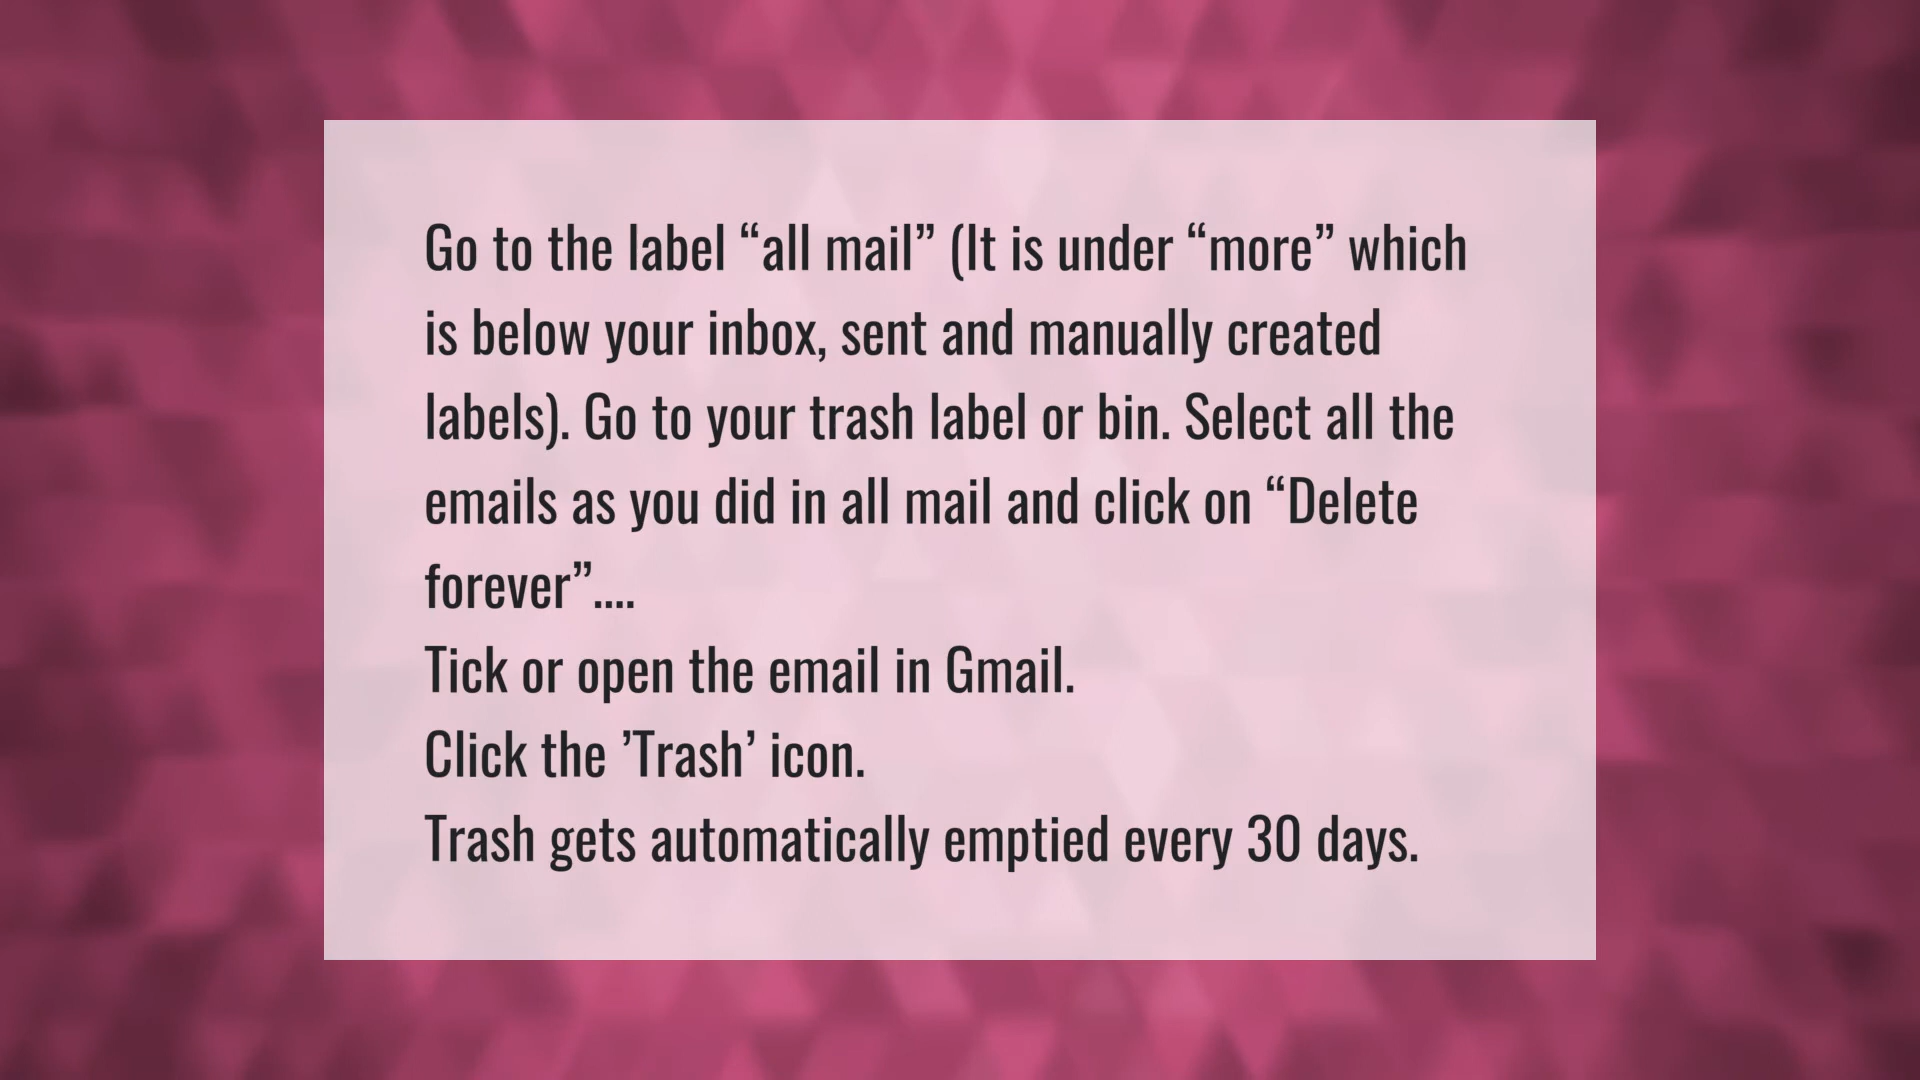 Go to the label “all mail” (It is under “more” which
is below your inbox, sent and manually created
labels). Go to your trash label or bin. Select all the
emails as you did in all mail and click on “Delete
forever”....
Tick or open the email in Gmail.
Click the ’Trash’ icon.
Trash gets automatically emptied every 30 days.